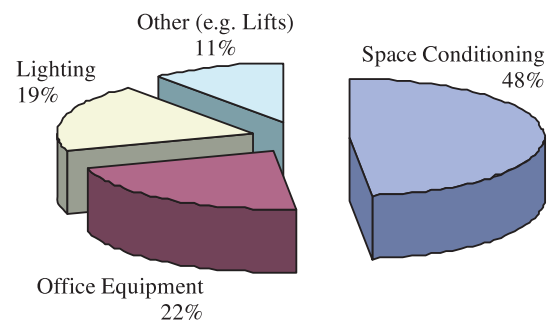 Other (e.g. Lifts)
11%
Space Conditioning
48%
Lighting
19%
Office Equipment
22%